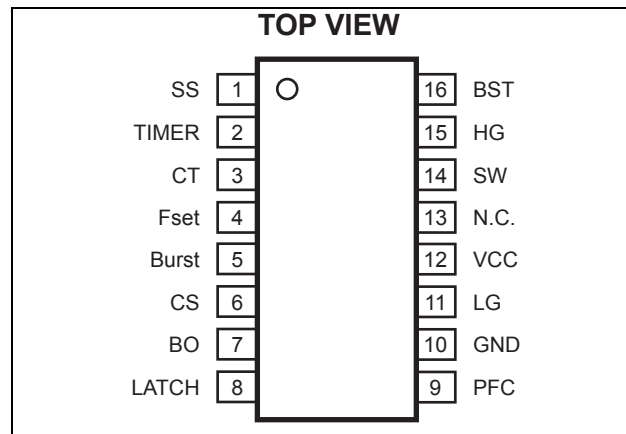 TOP VIEW
SS 1 16 BST
TIMER 2 15 HG
CT 3 14 SW
Fset 4 13 N.C.
Burst 5 12 VCC
CS 6 11 LG
BO 7 10 GND
LATCH 8 9 PFC